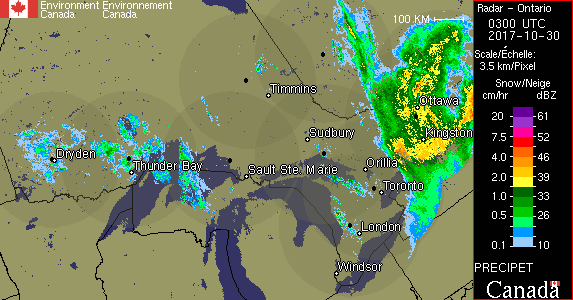 Environment Environnement
Canada Canada
100 KM
Timmins
Ottawa
Sudbury
Kingston
Dryden
Thunder Bay
Sault Ste. Marie
Orillia
Toronto
London
Windsor
Radar - Ontario
0300 UTC
2017-10-30
Scale/Échelle:
3.5 km/Pixel
Snow/Neige
cm/hr dBZ
20 61
7.5 57
5.5 52
4.0 46
2.0 39
1.0 33
0.5 26
0.1 10
PRECIPET
Canada